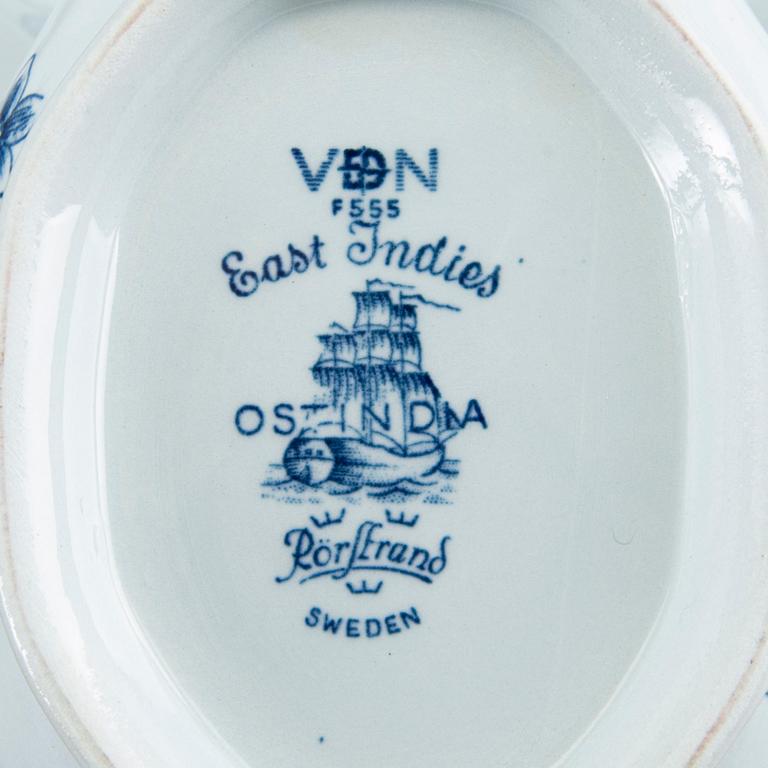 VDN
F555
East Indies
OSTINDIA
Rörstrand
SWEDEN